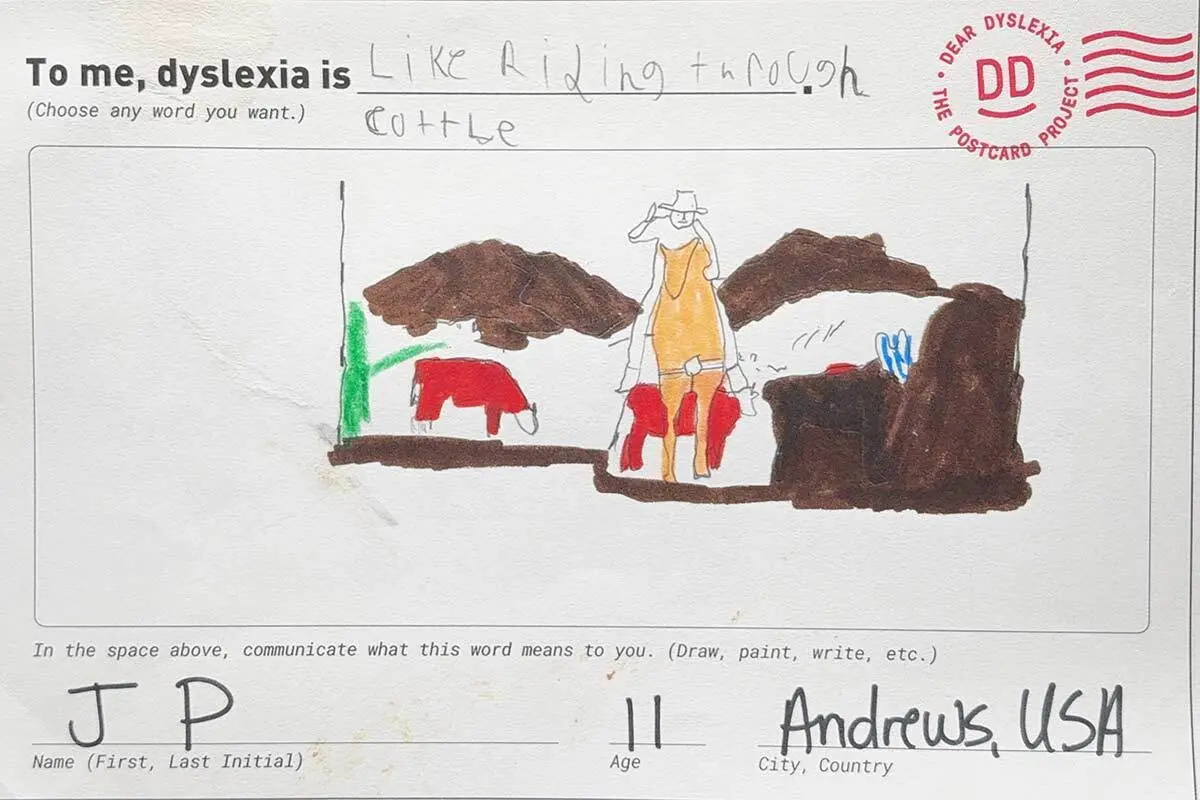 To me, dyslexia is Like Riding through.
(Choose any word you want.)
Cottle
• DEAR DYSLEXIA • THE POSTCARD PROJECT
DD
In the space above, communicate what this word means to you. (Draw, paint, write, etc.)
J P
11
Andrews, USA
Name (First, Last Initial)
Age
City, Country